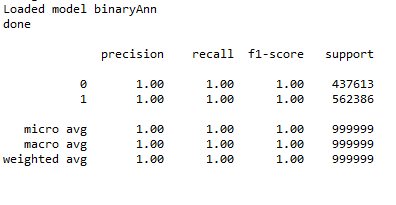 Loaded model binaryAnn
done
precision recall f1-score support
0 1.00 1.00 1.00 437613
1 1.00 1.00 1.00 562386
micro avg 1.00 1.00 1.00 999999
macro avg 1.00 1.00 1.00 999999
weighted avg 1.00 1.00 1.00 999999